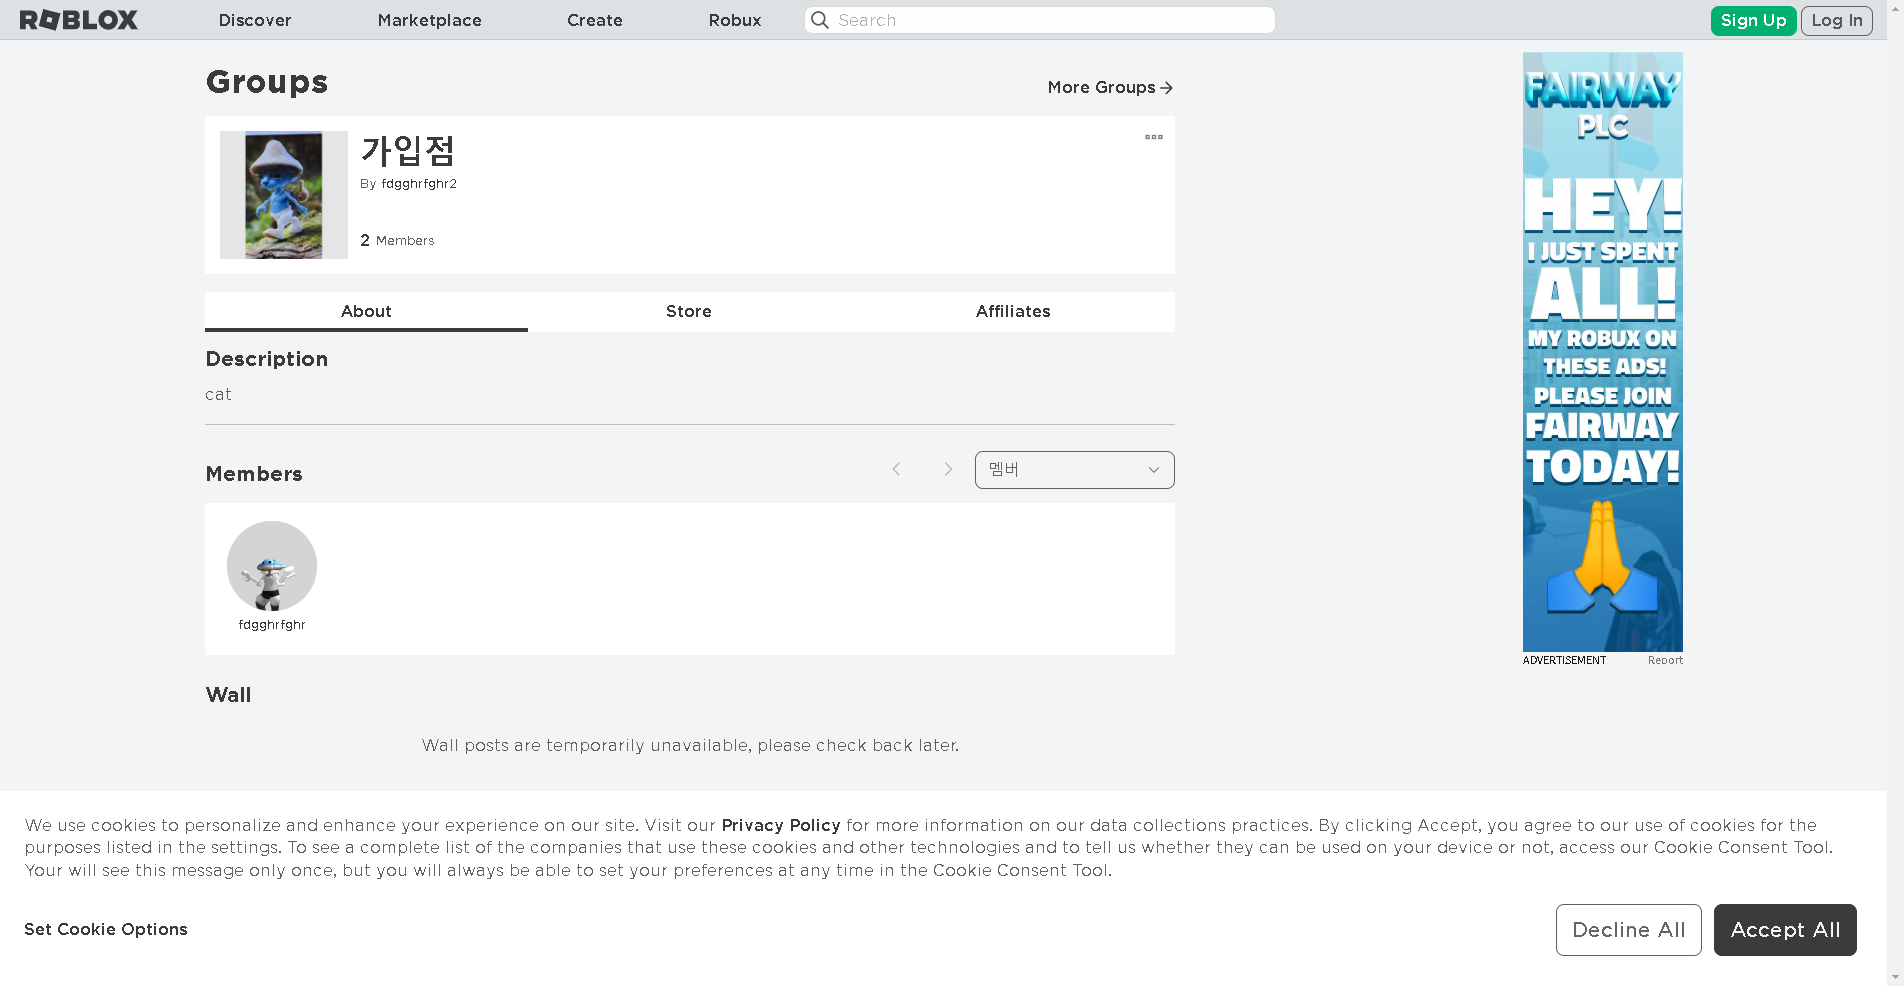 ROBLOX
Discover
Marketplace
Create
Robux
Search
Sign Up
Log In
Groups
More Groups
가입점
By fdgghrfghr2
2 Members
About
Store
Affiliates
Description
cat
Members
멤버
fdgghrfghr
Wall
Wall posts are temporarily unavailable, please check back later.
FAIRWAY
PLC
HEY!
I JUST SPENT
ALL!
MY ROBUX ON
THESE ADS!
PLEASE JOIN
FAIRWAY
TODAY!
ADVERTISEMENT
Report
We use cookies to personalize and enhance your experience on our site. Visit our Privacy Policy for more information on our data collections practices. By clicking Accept, you agree to our use of cookies for the
purposes listed in the settings. To see a complete list of the companies that use these cookies and other technologies and to tell us whether they can be used on your device or not, access our Cookie Consent Tool.
Your will see this message only once, but you will always be able to set your preferences at any time in the Cookie Consent Tool.
Set Cookie Options
Decline All
Accept All